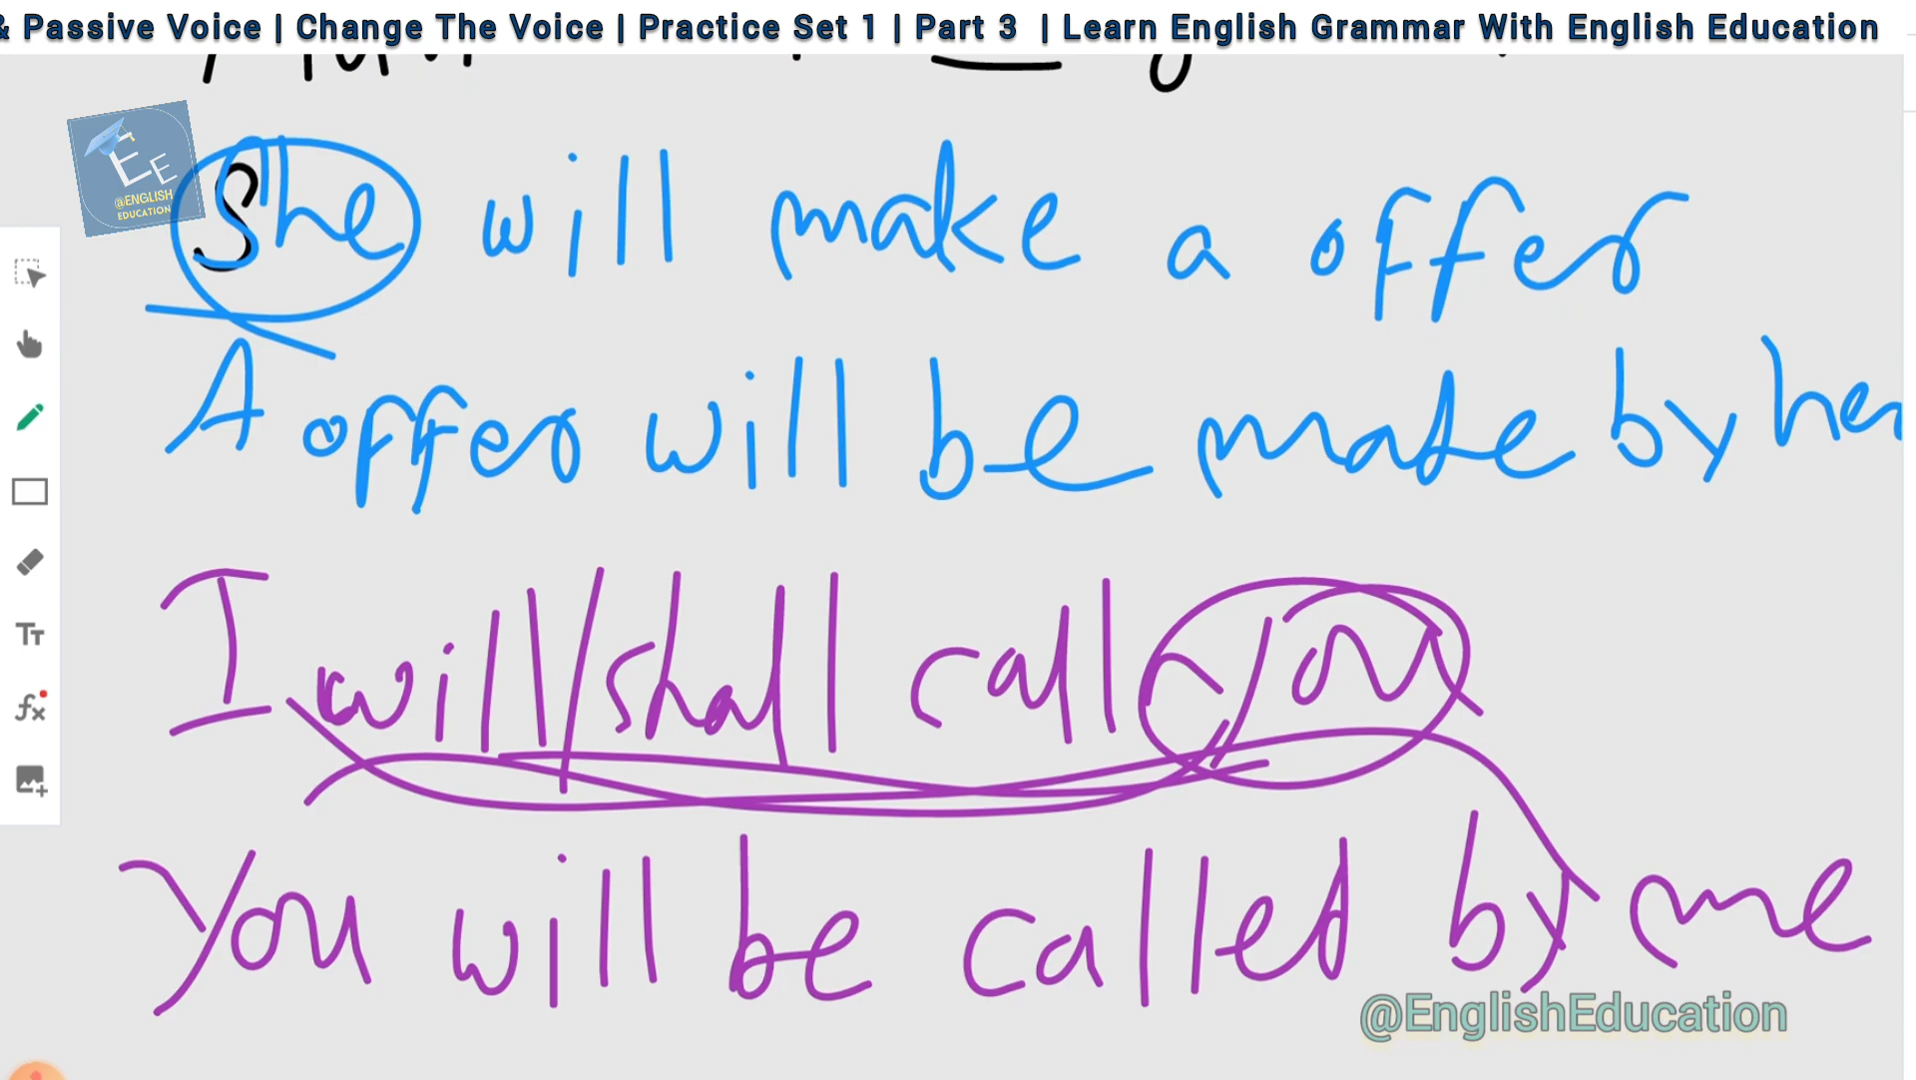 & Passive Voice | Change The Voice | Practice Set 1 | Part 3 | Learn English Grammar With English Education
EE
@ENGLISH
EDUCATION
She will make a offer
A offer will be made by her
I will/shall call you
You will be called by me
@EnglishEducation